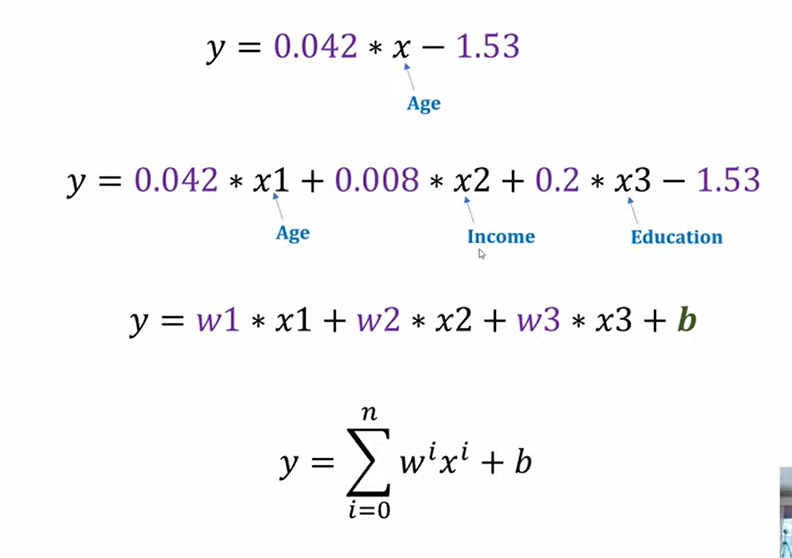 y = 0.042 * x − 1.53
Age
y = 0.042 * x1 + 0.008 * x2 + 0.2 * x3 − 1.53
Age Income Education
y = w1 * x1 + w2 * x2 + w3 * x3 + b
n
y = ∑ wⁱxⁱ + b
i=0